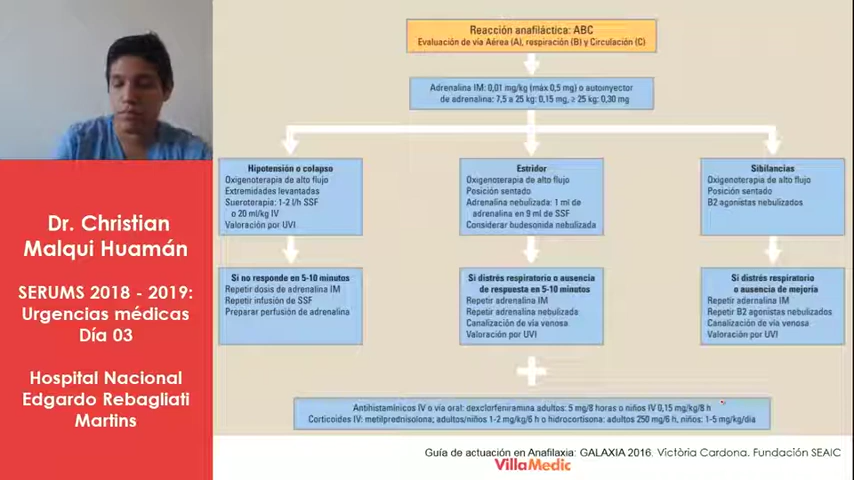 Reacción anafiláctica: ABC
Evaluación de vía Aérea (A), respiración (B) y Circulación (C)
Adrenalina IM: 0,01 mg/kg (máx 0,5 mg) o autoinyector
de adrenalina: 7,5 a 25 kg: 0,15 mg, ≥ 25 kg: 0,30 mg
Hipotensión o colapso
Oxigenoterapia de alto flujo
Extremidades levantadas
Sueroterapia: 1-2 l/h SSF
o 20 ml/kg IV
Valoración por UVI
Estridor
Oxigenoterapia de alto flujo
Posición sentado
Adrenalina nebulizada: 1 ml de
adrenalina en 9 ml de SSF
Considerar budesonida nebulizada
Sibilancias
Oxigenoterapia de alto flujo
Posición sentado
B2 agonistas nebulizados
Si no responde en 5-10 minutos
Repetir dosis de adrenalina IM
Repetir infusión de SSF
Preparar perfusión de adrenalina
Si distrés respiratorio o ausencia
de respuesta en 5-10 minutos
Repetir adrenalina IM
Repetir adrenalina nebulizada
Canalización de vía venosa
Valoración por UVI
Si distrés respiratorio
o ausencia de mejoría
Repetir adernalina IM
Repetir B2 agonistas nebulizados
Canalización de vía venosa
Valoración por UVI
Antihistamínicos IV o vía oral: dexclorfeniramina adultos: 5 mg/8 horas o niños IV 0,15 mg/kg/8 h
Corticoides IV: metilprednisolona: adultos/niños 1-2 mg/kg/6 h o hidrocortisona: adultos 250 mg/6 h, niños: 1-5 mg/kg/día
Guía de actuación en Anafilaxia: GALAXIA 2016. Victòria Cardona. Fundación SEAIC
VillaMedic
Dr. Christian
Malqui Huamán
SERUMS 2018 - 2019:
Urgencias médicas
Día 03
Hospital Nacional
Edgardo Rebagliati
Martins